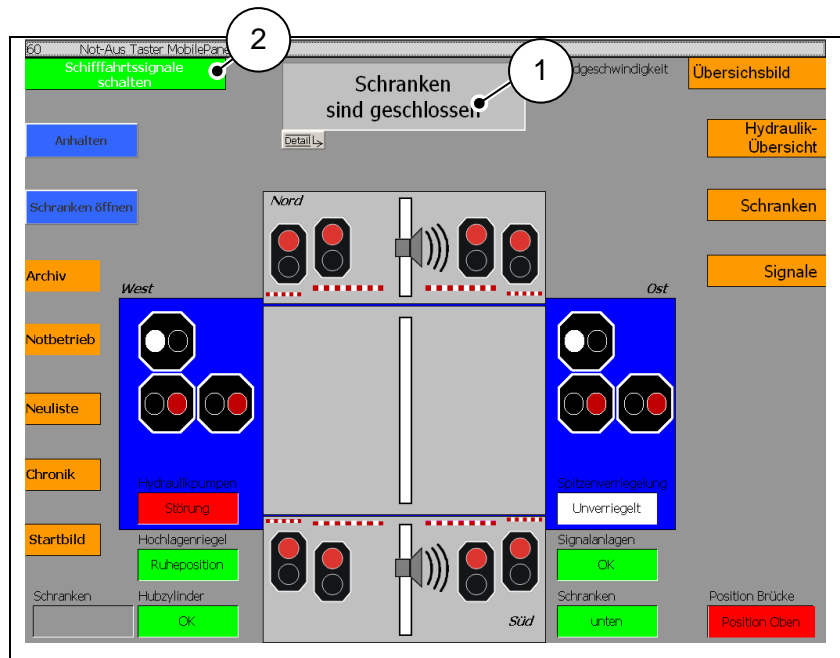 60 Not-Aus Taster MobilePane
2
1
Schifffahrtssignale
schalten
Schranken
sind geschlossen
dgeschwindigkeit
Übersichsbild
Detail
Anhalten
Hydraulik-
Übersicht
Schranken öffnen
Nord
Schranken
Archiv
West
Ost
Signale
Notbetrieb
Neuliste
Chronik
Hydraulikpumpen
Störung
Spitzenverriegelung
Unverriegelt
Startbild
Hochlagenriegel
Ruheposition
Signalanlagen
OK
Schranken
Hubzylinder
OK
Süd
Schranken
unten
Position Brücke
Position Oben